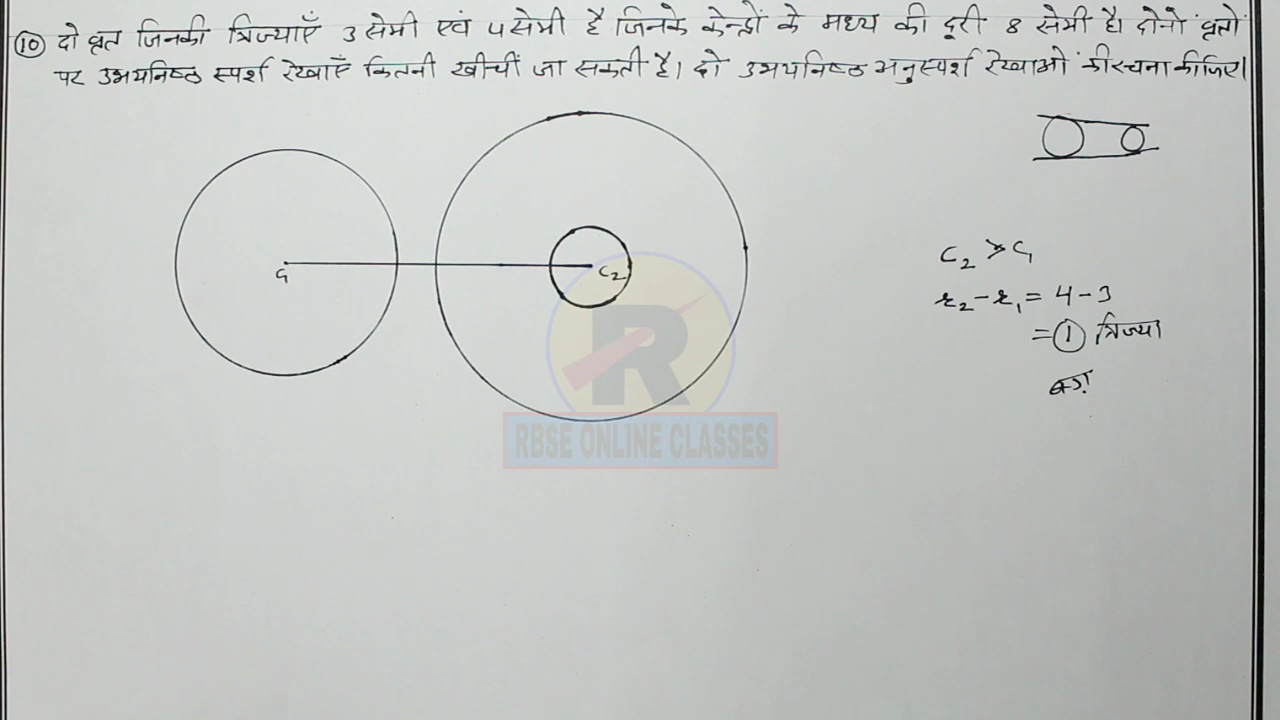 (10) दो वृत जिनकी त्रिज्याएँ 3 सेमी एवं 4 सेमी है जिनके केन्द्रों के मध्य की दूरी 8 सेमी है। दोनों वृतों
पर उभयनिष्ठ स्पर्श रेखाएँ कितनी खीचीं जा सकती है। दो उभयनिष्ठ अनुस्पर्श रेखाओं की रचना कीजिए।
C₁
C₂
C₂ > C₁
r₂ - r₁ = 4 - 3
= 1 त्रिज्या
R
RBSE ONLINE CLASSES